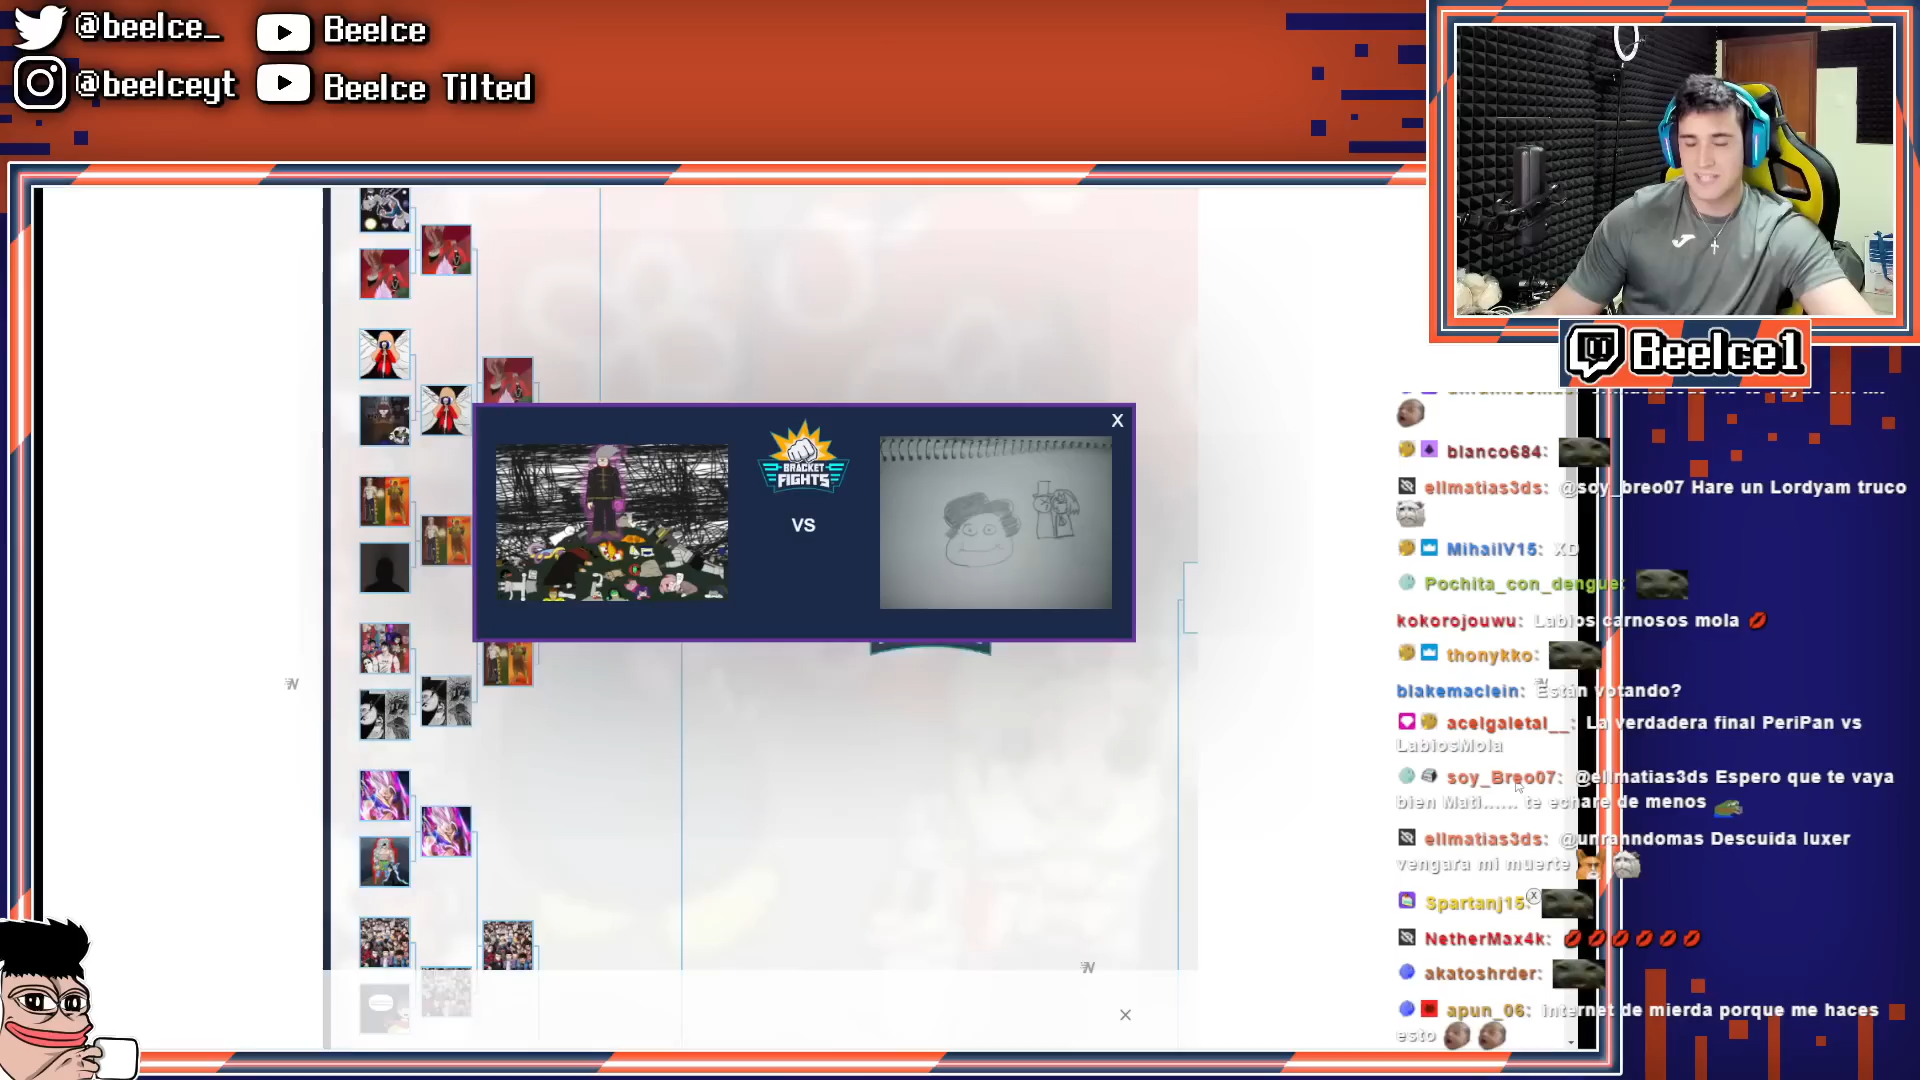 @beelce_
Beelce
@beelceyt
Beelce Tilted
Beelce1
X
BRACKET
FIGHTS
VS
blanco684:
ellmatias3ds: @soy_breo07 Hare un Lordyam truco
MihailV15: XD
Pochita_con_dengue:
kokorojouwu: Labios carnosos mola
thonykko:
blakemaclein: Están votando?
acelgaletal__: La verdadera final PeriPan vs
LabiosMola
soy_Breo07: @ellmatias3ds Espero que te vaya
bien Mati...... te echare de menos
ellmatias3ds: @unranndomas Descuida luxer
vengara mi muerte
Spartanj15:
NetherMax4k:
akatoshrder:
apun_06: internet de mierda porque me haces
esto